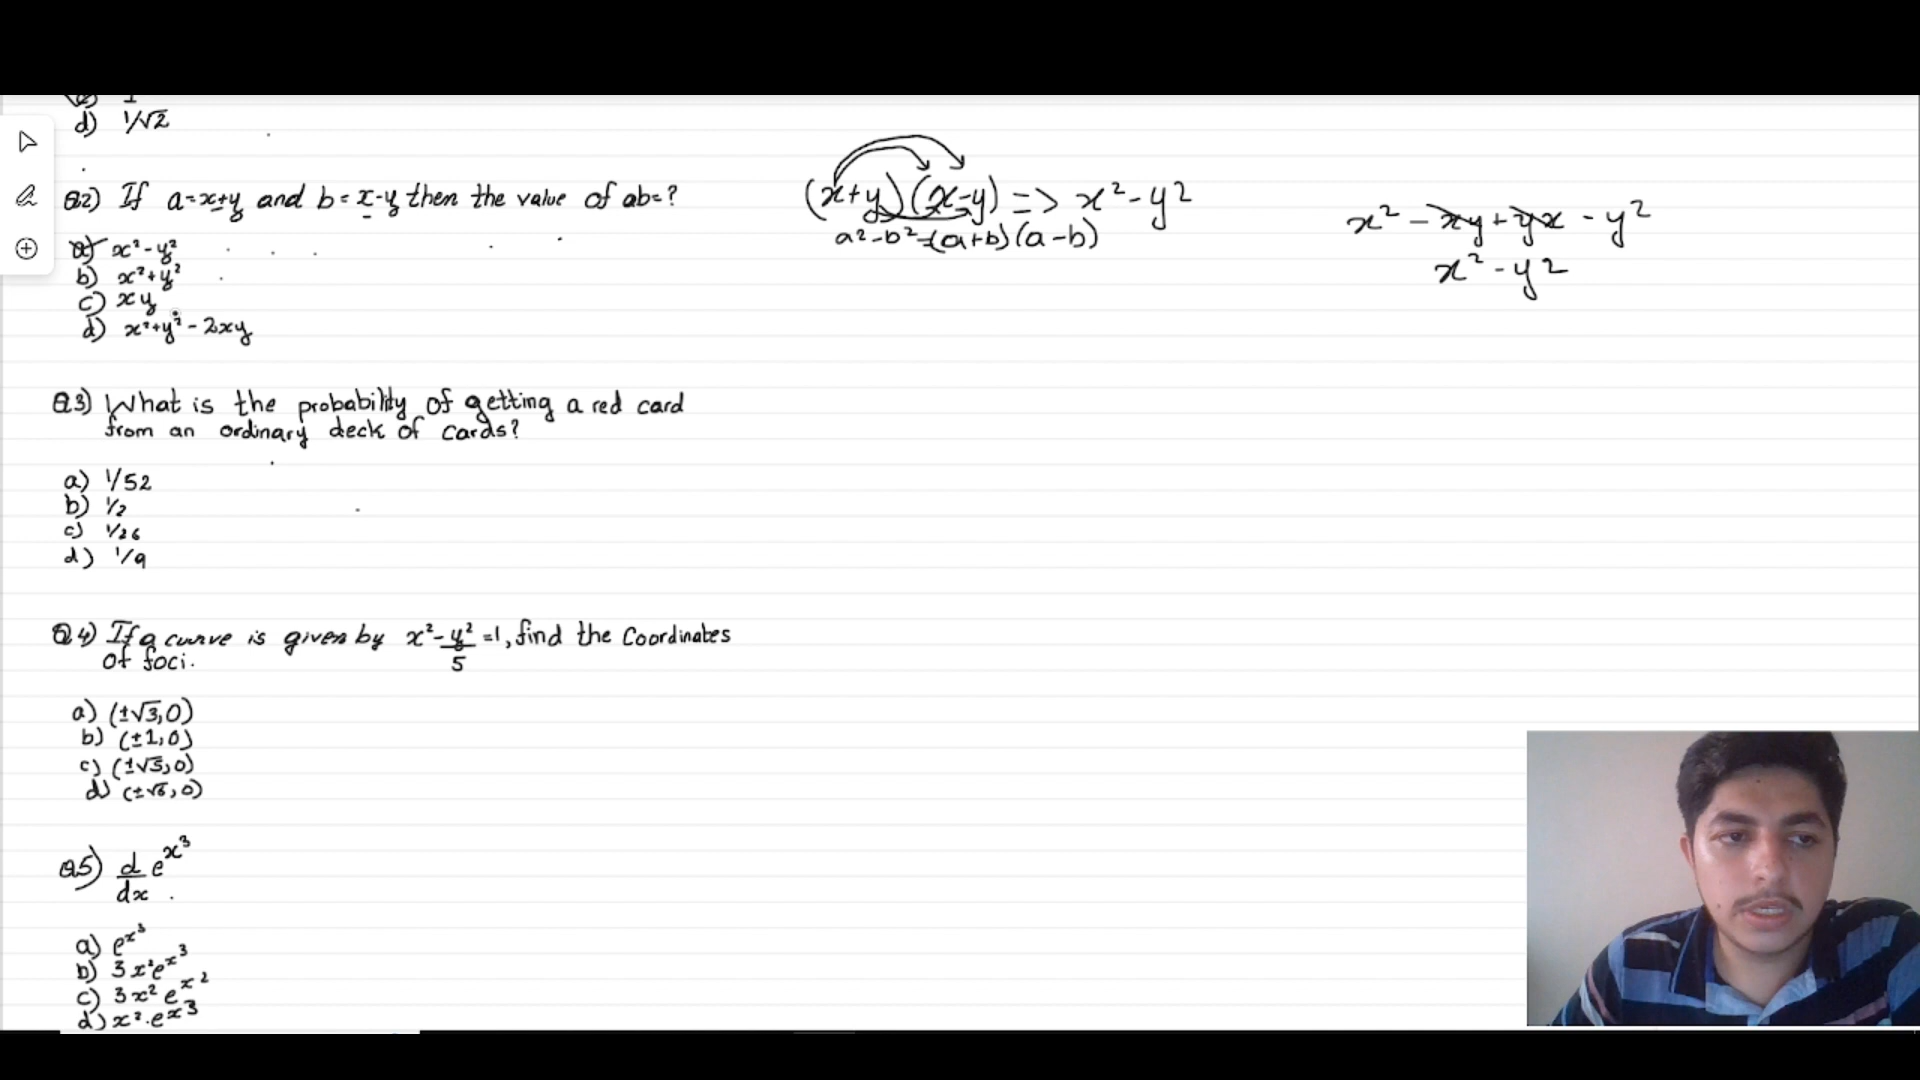 d) 1/√2
Q2) If a=x+y and b=x-y then the value of ab=?
a) x²-y²
b) x²+y²
c) xy
d) x²+y²-2xy
(x+y)(x-y) => x²-y²
a²-b²=(a+b)(a-b)
x²-xy+yx-y²
x²-y²
Q3) What is the probability of getting a red card
from an ordinary deck of cards?
a) 1/52
b) 1/2
c) 1/26
d) 1/9
Q4) If a curve is given by x²-y²/5=1, find the Coordinates
of foci.
a) (±√3,0)
b) (±1,0)
c) (±√5,0)
d) (±√6,0)
Q5) d/dx e^x³
a) e^x³
b) 3x²e^x³
c) 3x² e^x²
d) x².e^x³